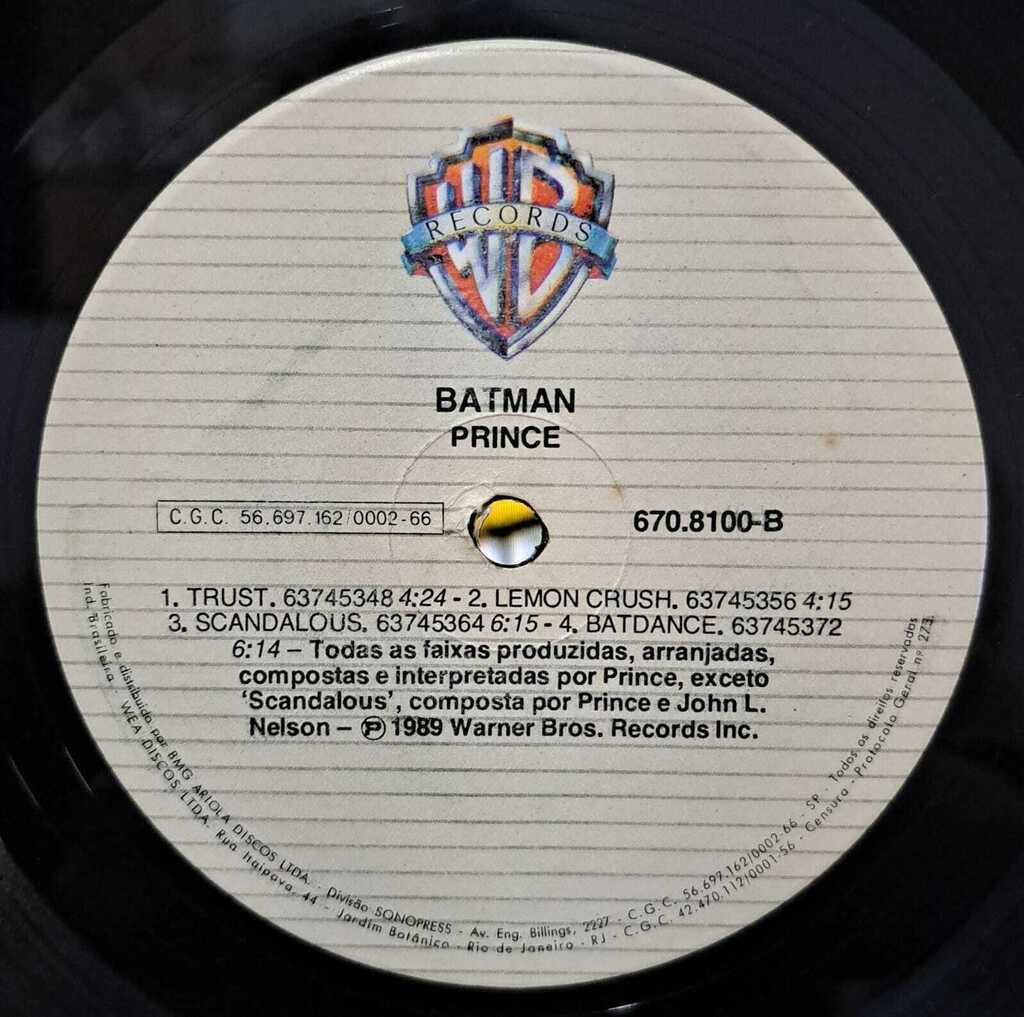 WB
RECORDS
BATMAN
PRINCE
C.G.C. 56.697.162/0002-66
670.8100-B
1. TRUST. 63745348 4:24 - 2. LEMON CRUSH. 63745356 4:15
3. SCANDALOUS. 63745364 6:15 - 4. BATDANCE. 63745372
6:14 – Todas as faixas produzidas, arranjadas,
compostas e interpretadas por Prince, exceto
‘Scandalous’, composta por Prince e John L.
Nelson – Ⓟ 1989 Warner Bros. Records Inc.
Fabricado e distribuido por BMG ARIOLA DISCOS LTDA. - Divisão SONOPRESS - Av. Eng. Billings, 2227 - C.G.C. 56.697.162/0002-66 - SP - Todos os direitos reservados
Ind. Brasileira - WEA DISCOS LTDA. Rua Itaipava, 44 - Jardim Botânico - Rio de Janeiro - RJ - C.G.C. 42.470.112/0001-56 - Censura - Protocolo Geral nº 273.